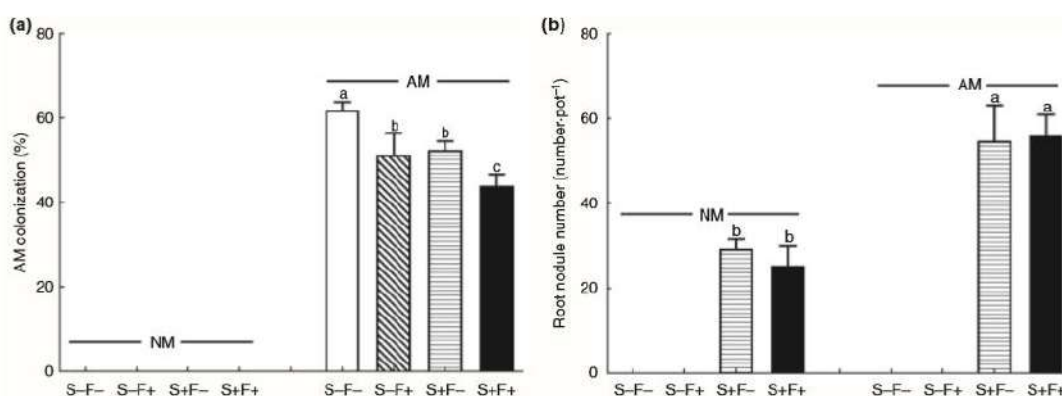 (a)
80
60
40
20
0
AM colonization (%)
NM
AM
a
b
b
c
S–F– S–F+ S+F– S+F+ S–F– S–F+ S+F– S+F+
(b)
80
60
40
20
0
Root nodule number (number·pot⁻¹)
NM
b
b
AM
a
a
S–F– S–F+ S+F– S+F+ S–F– S–F+ S+F– S+F+